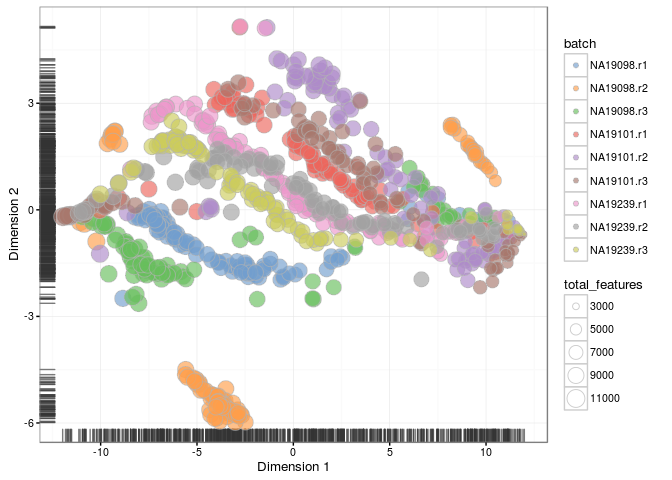 3
0
-3
-6
-10
-5
0
5
10
Dimension 1
Dimension 2
batch
NA19098.r1
NA19098.r2
NA19098.r3
NA19101.r1
NA19101.r2
NA19101.r3
NA19239.r1
NA19239.r2
NA19239.r3
total_features
3000
5000
7000
9000
11000